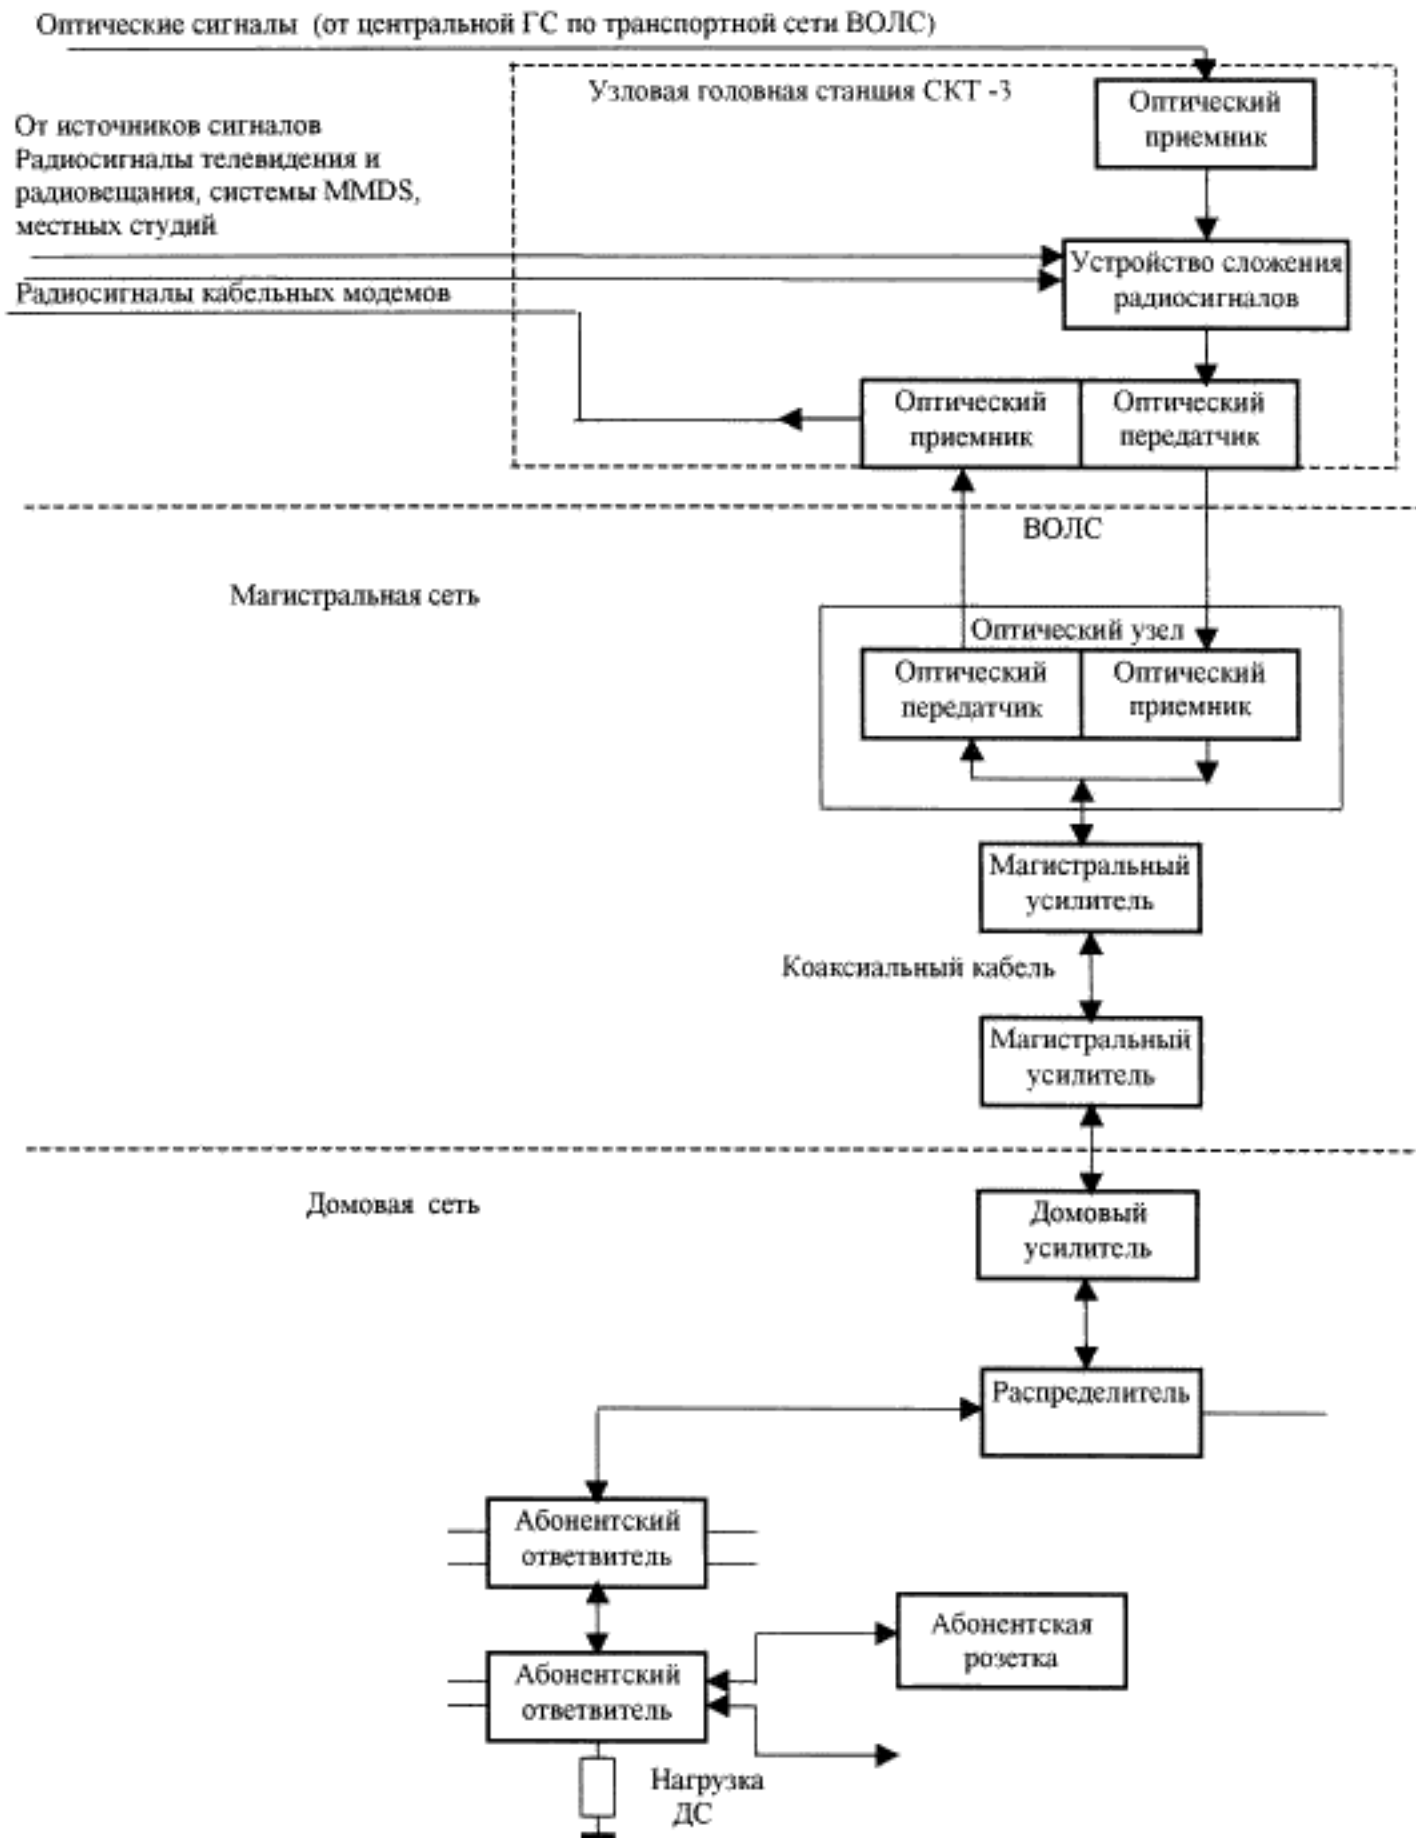 Оптические сигналы (от центральной ГС по транспортной сети ВОЛС)
Узловая головная станция СКТ -3
Оптический
приемник
От источников сигналов
Радиосигналы телевидения и
радиовещания, системы MMDS,
местных студий
Устройство сложения
радиосигналов
Радиосигналы кабельных модемов
Оптический
приемник
Оптический
передатчик
ВОЛС
Магистральная сеть
Оптический узел
Оптический
передатчик
Оптический
приемник
Магистральный
усилитель
Коаксиальный кабель
Магистральный
усилитель
Домовая сеть
Домовый
усилитель
Распределитель
Абонентский
ответвитель
Абонентская
розетка
Абонентский
ответвитель
Нагрузка
ДС